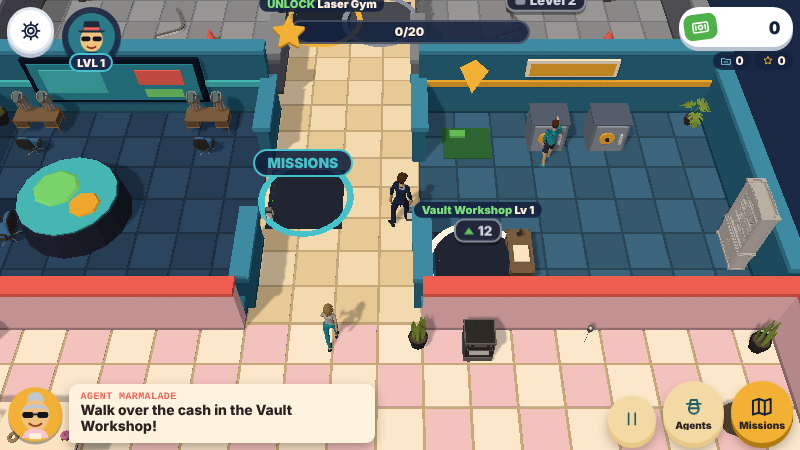 UNLOCK Laser Gym
Level 2
0/20
0
LVL 1
0
0
MISSIONS
Vault Workshop Lv 1
12
AGENT MARMALADE
Walk over the cash in the Vault
Workshop!
Agents
Missions